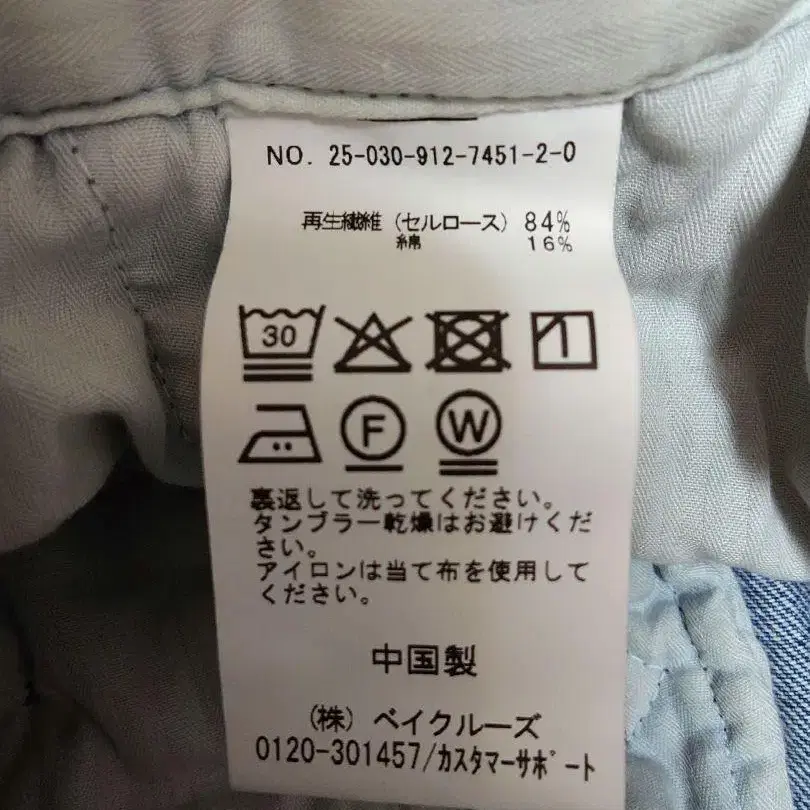 NO. 25-030-912-7451-2-0
再生繊維 (セルロース) 84%
綿 16%
30
F W
裏返して洗ってください。
タンブラー乾燥はお避けくだ
さい。
アイロンは当て布を使用して
ください。
中国製
(株) ベイクルーズ
0120-301457/カスタマーサポート